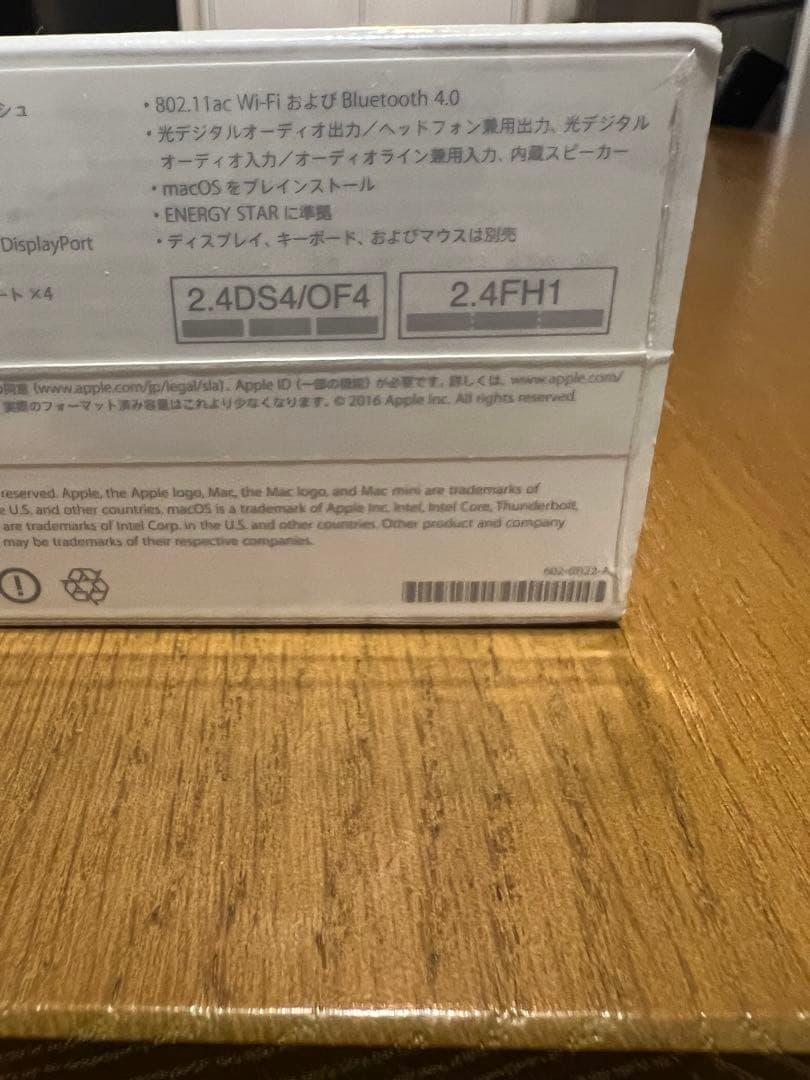 シュ
・802.11ac Wi-Fi および Bluetooth 4.0
・光デジタルオーディオ出力／ヘッドフォン兼用出力、光デジタル
オーディオ入力／オーディオライン兼用入力、内蔵スピーカー
・macOS をプレインストール
・ENERGY STAR に準拠
DisplayPort
・ディスプレイ、キーボード、およびマウスは別売
ート ×4
2.4DS4/OF4
2.4FH1
同意（www.apple.com/jp/legal/sla）、Apple ID（一部の機能）が必要です。詳しくは、www.apple.com/
実際のフォーマット済み容量はこれより少なくなります。© 2016 Apple Inc. All rights reserved.
reserved. Apple, the Apple logo, Mac, the Mac logo, and Mac mini are trademarks of
e U.S. and other countries. macOS is a trademark of Apple Inc. Intel, Intel Core, Thunderbolt,
are trademarks of Intel Corp. in the U.S. and other countries. Other product and company
may be trademarks of their respective companies.